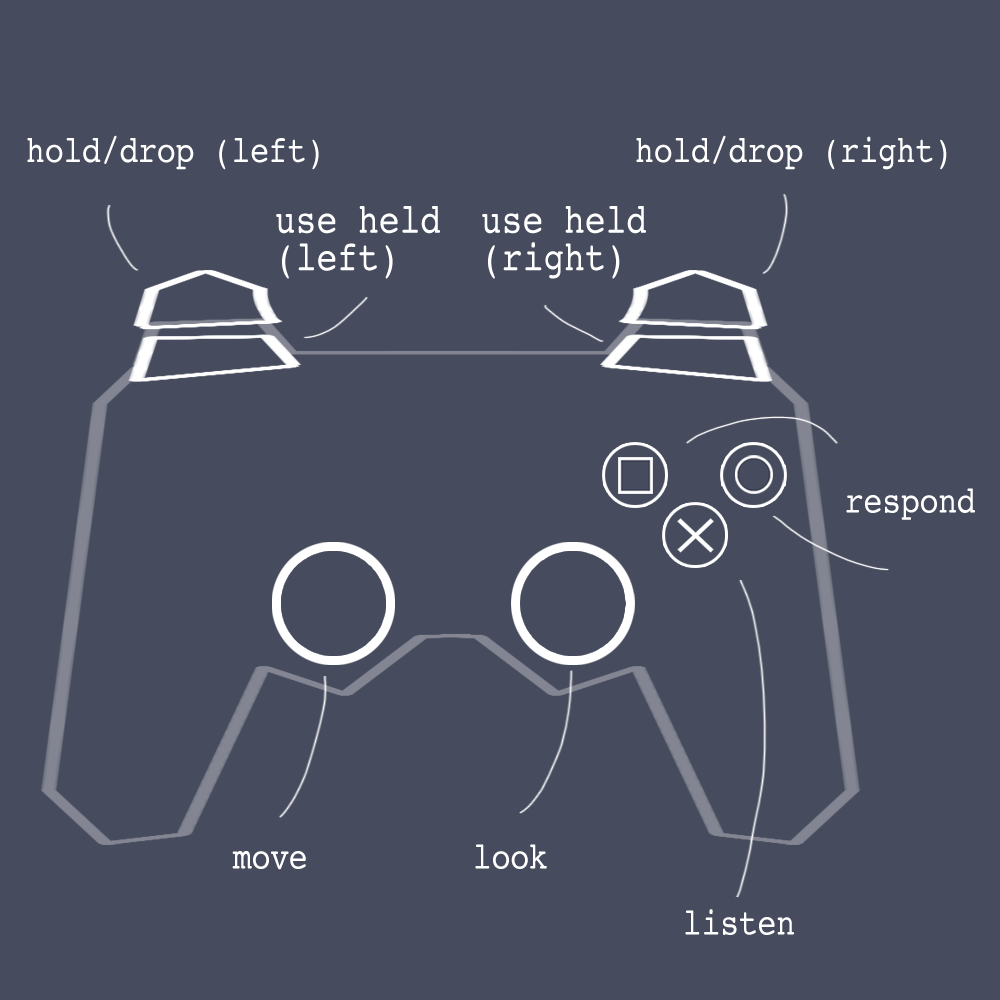 hold/drop (left)
hold/drop (right)
use held
(left)
use held
(right)
respond
move
look
listen